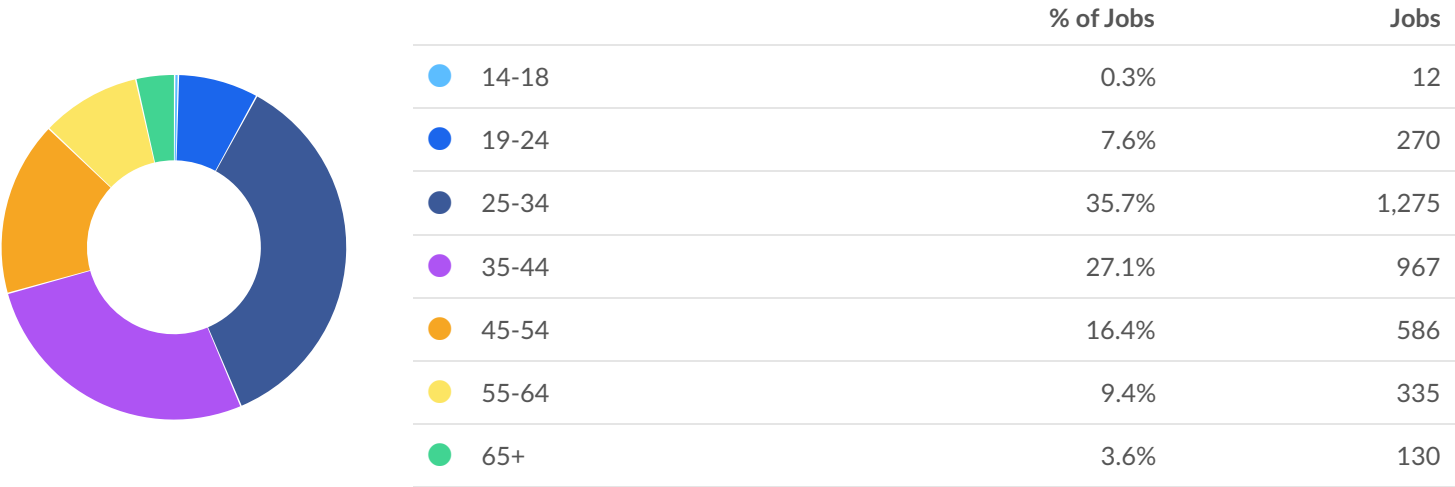 % of Jobs Jobs
14-18 0.3% 12
19-24 7.6% 270
25-34 35.7% 1,275
35-44 27.1% 967
45-54 16.4% 586
55-64 9.4% 335
65+ 3.6% 130